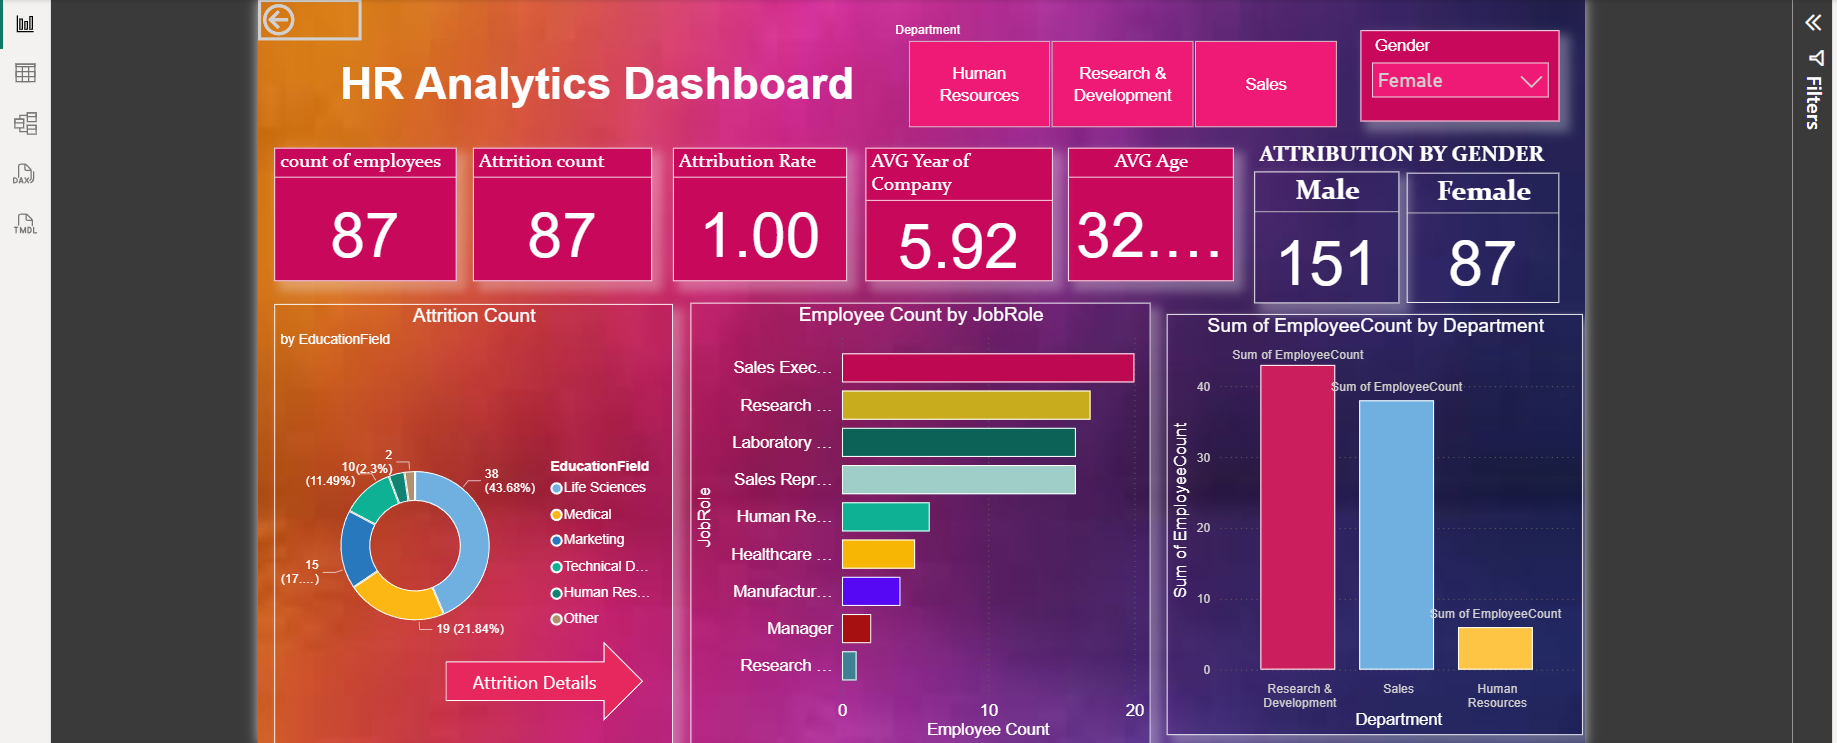 DAX
TMDL
HR Analytics Dashboard
Department
Human
Resources
Research &
Development
Sales
Gender
Female
Filters
count of employees
87
Attrition count
87
Attribution Rate
1.00
AVG Year of
Company
5.92
AVG Age
32....
ATTRIBUTION BY GENDER
Male
151
Female
87
Attrition Count
by EducationField
2
(2.3%)
10
(11.49%)
38
(43.68%)
15
(17....)
19 (21.84%)
EducationField
Life Sciences
Medical
Marketing
Technical D...
Human Res...
Other
Attrition Details
Employee Count by JobRole
JobRole
Sales Exec...
Research ...
Laboratory ...
Sales Repr...
Human Re...
Healthcare ...
Manufactur...
Manager
Research ...
0 10 20
Employee Count
Sum of EmployeeCount by Department
Sum of EmployeeCount
Sum of EmployeeCount
Sum of EmployeeCount
Sum of EmployeeCount
40
30
20
10
0
Research &
Development
Sales
Human
Resources
Department